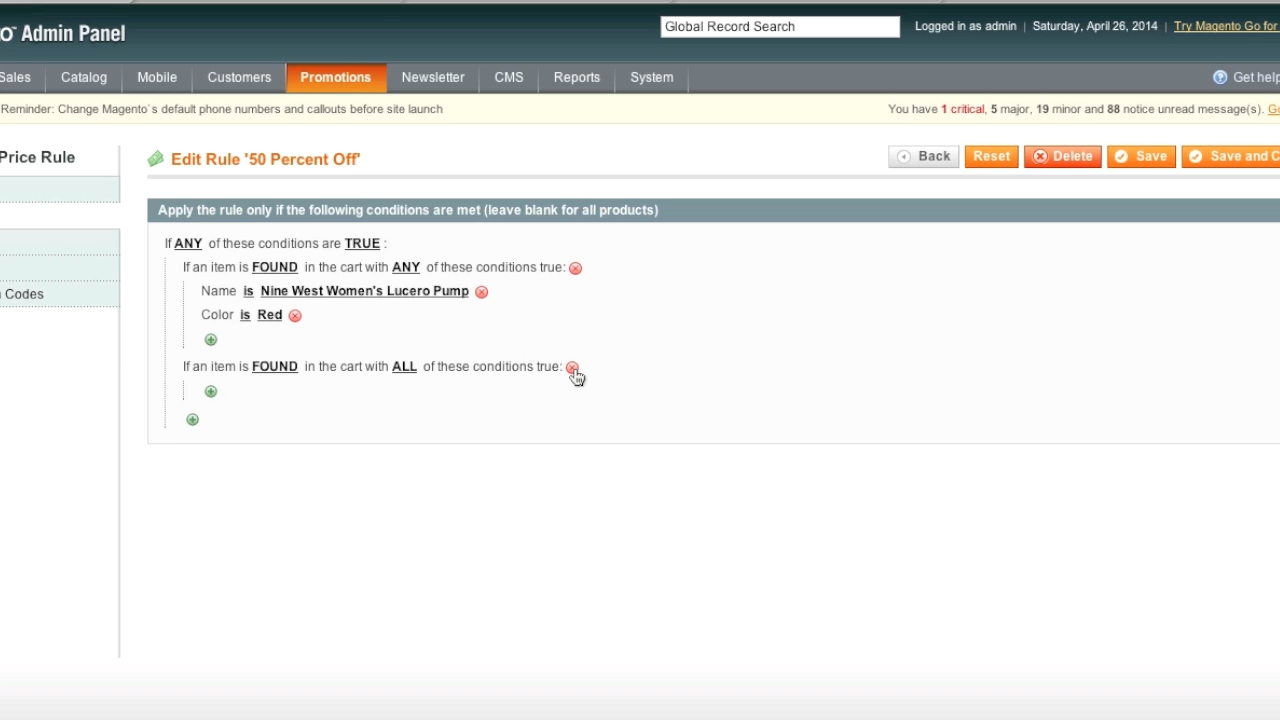 o Admin Panel
Global Record Search
Logged in as admin | Saturday, April 26, 2014 | Try Magento Go for
Sales Catalog Mobile Customers Promotions Newsletter CMS Reports System Get help
Reminder: Change Magento`s default phone numbers and callouts before site launch
You have 1 critical, 5 major, 19 minor and 88 notice unread message(s). Go
Price Rule
Edit Rule '50 Percent Off'
Back Reset Delete Save Save and C
Apply the rule only if the following conditions are met (leave blank for all products)
If ANY of these conditions are TRUE :
If an item is FOUND in the cart with ANY of these conditions true:
Name is Nine West Women's Lucero Pump
Codes
Color is Red
If an item is FOUND in the cart with ALL of these conditions true: